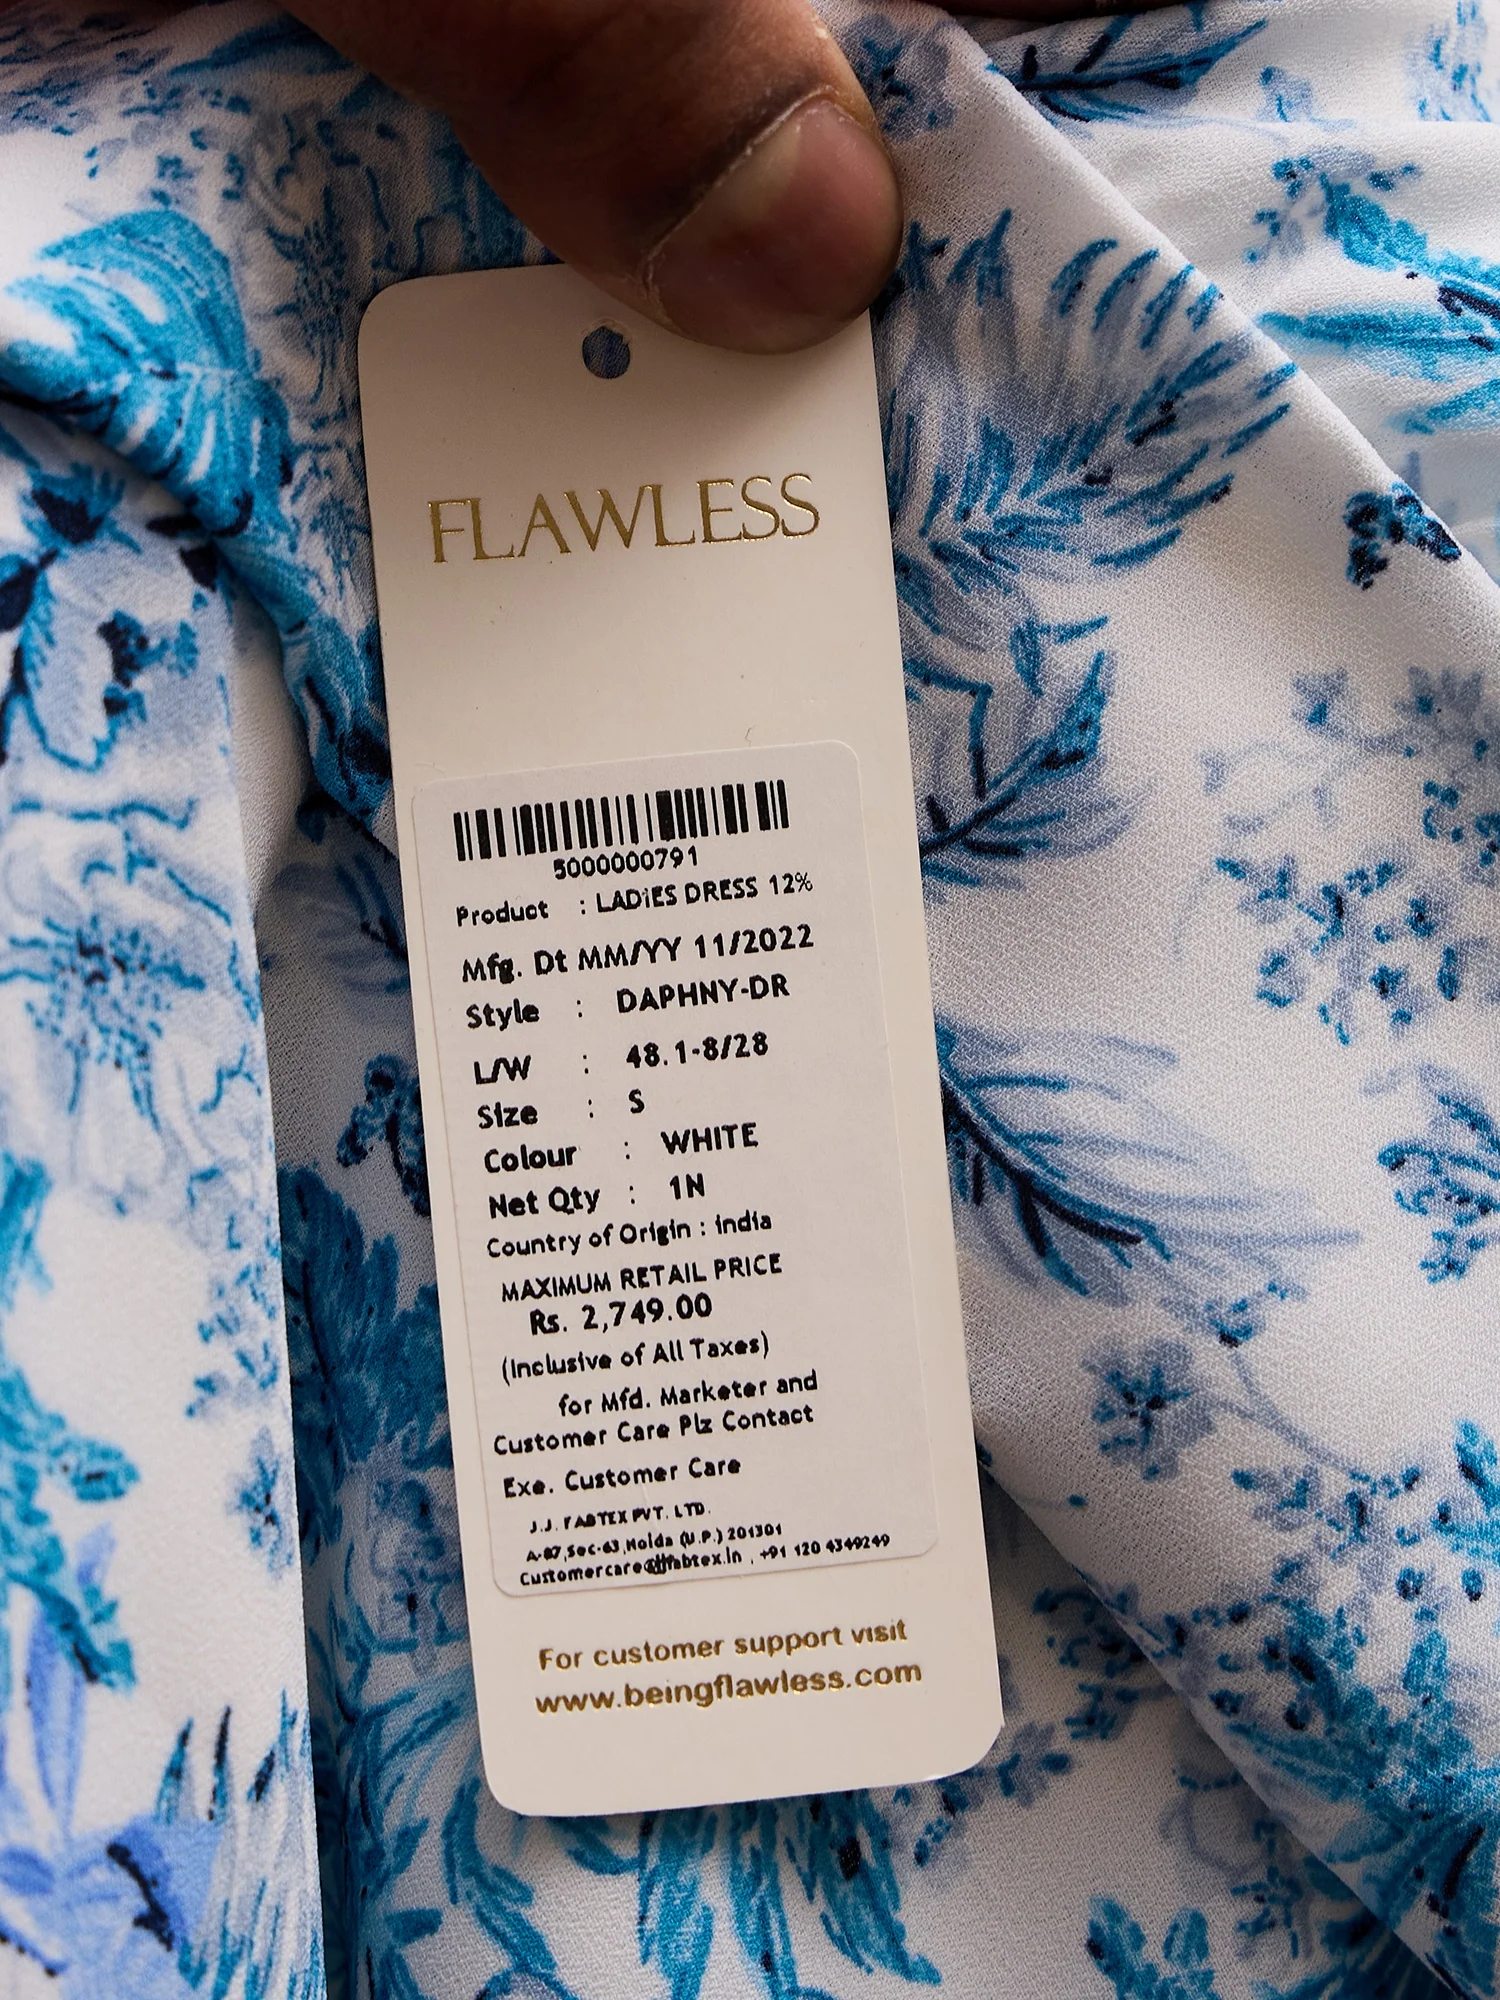 FLAWLESS
5000000791
Product : LADIES DRESS 12%
Mfg. Dt MM/YY 11/2022
Style : DAPHNY-DR
L/W : 48.1-8/28
Size : S
Colour : WHITE
Net Qty : 1N
Country of Origin : india
MAXIMUM RETAIL PRICE
Rs. 2,749.00
(Inclusive of All Taxes)
for Mfd. Marketer and
Customer Care Plz Contact
Exe. Customer Care
J.J. FABTEX PVT. LTD.
A-87,Sec-63,Noida (U.P.) 201301
, +91 120 4349249
For customer support visit
www.beingflawless.com